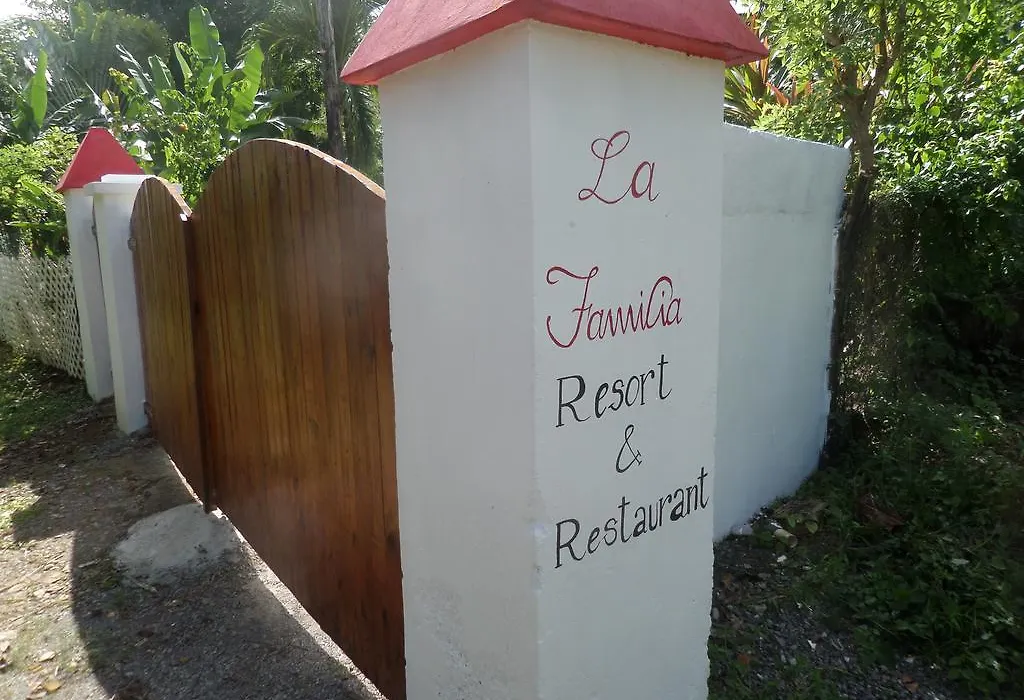 La
Familia
Resort
&
Restaurant